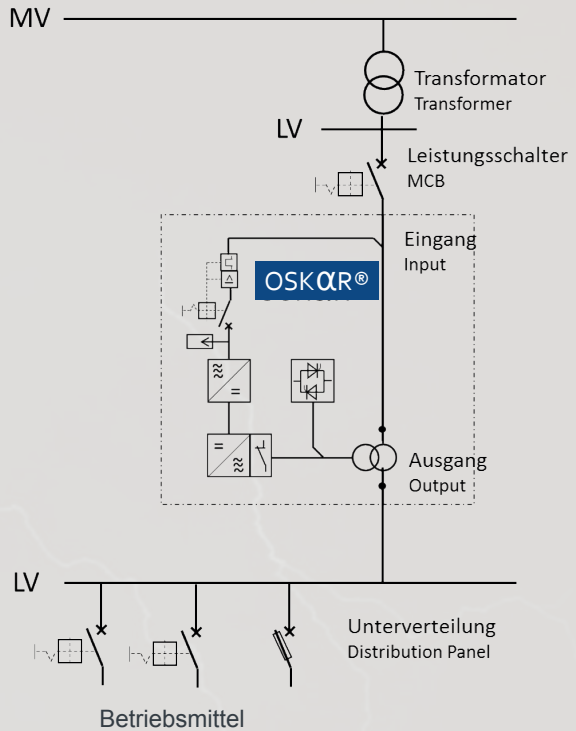 MV
Transformator
Transformer
LV
Leistungsschalter
MCB
Eingang
Input
OSKαR®
Ausgang
Output
LV
Unterverteilung
Distribution Panel
Betriebsmittel